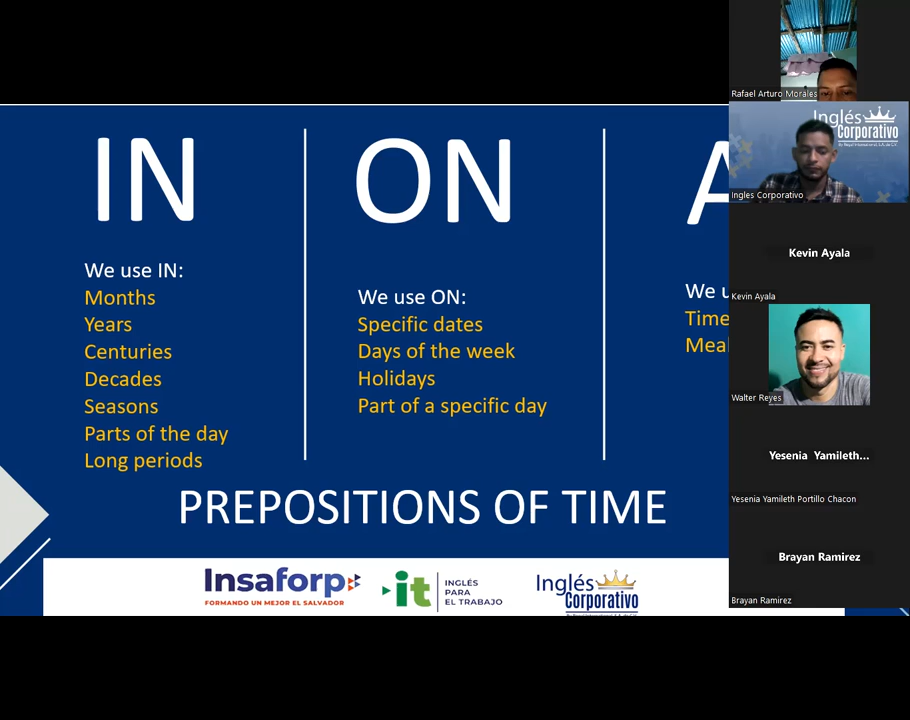 IN
We use IN:
Months
Years
Centuries
Decades
Seasons
Parts of the day
Long periods
ON
We use ON:
Specific dates
Days of the week
Holidays
Part of a specific day
A
We u
Time
Meal
PREPOSITIONS OF TIME
Insaforp
FORMANDO UN MEJOR EL SALVADOR
it
INGLÉS
PARA
EL TRABAJO
Inglés
Corporativo
Rafael Arturo Morales
Inglés
Corporativo
Ingles Corporativo
Kevin Ayala
Kevin Ayala
Walter Reyes
Yesenia Yamileth...
Yesenia Yamileth Portillo Chacon
Brayan Ramirez
Brayan Ramirez